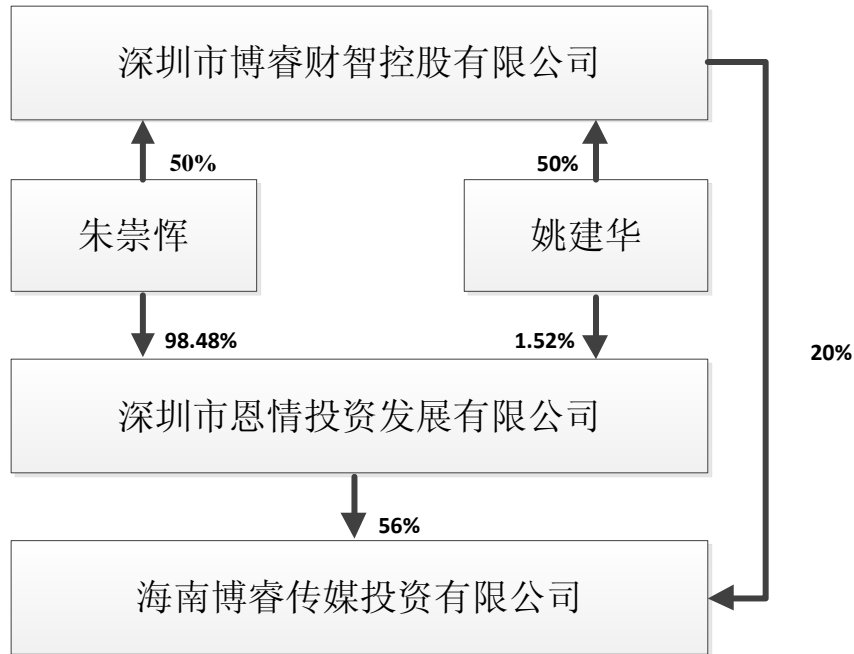 深圳市博睿财智控股有限公司
50%
50%
朱崇恽
姚建华
98.48%
1.52%
20%
深圳市恩情投资发展有限公司
56%
海南博睿传媒投资有限公司